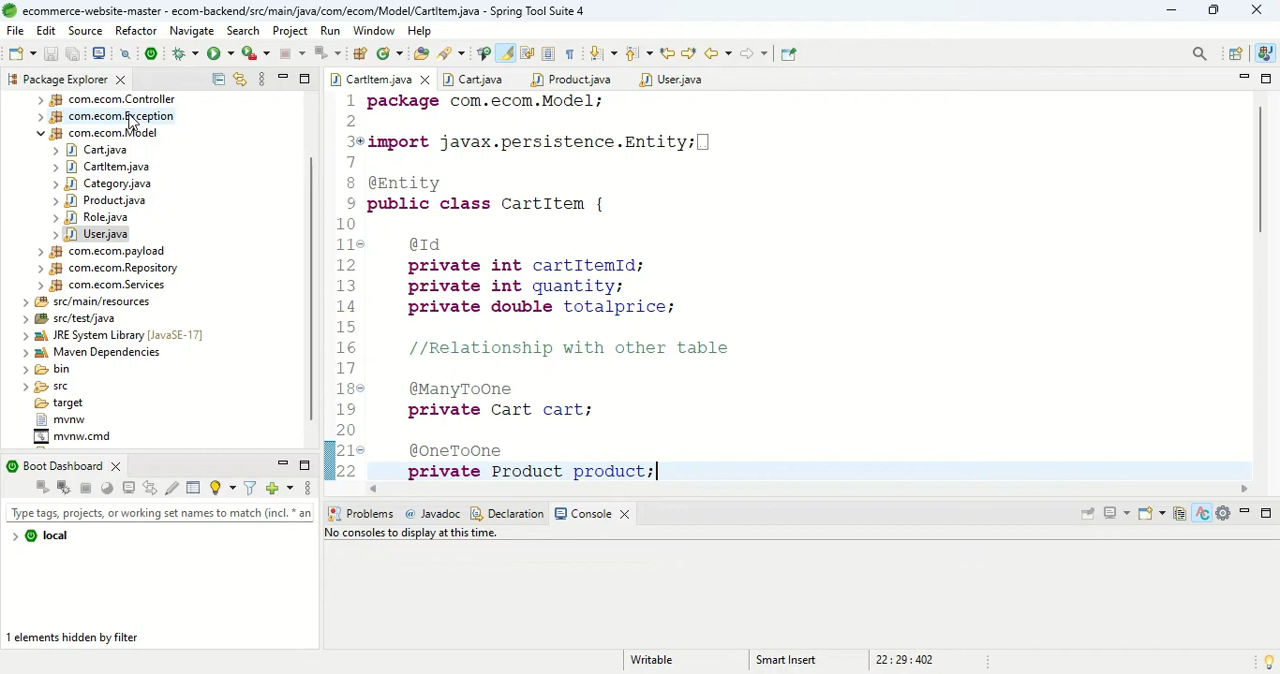 ecommerce-website-master - ecom-backend/src/main/java/com/ecom/Model/CartItem.java - Spring Tool Suite 4
File Edit Source Refactor Navigate Search Project Run Window Help
Package Explorer
com.ecom.Controller
com.ecom.Exception
com.ecom.Model
Cart.java
CartItem.java
Category.java
Product.java
Role.java
User.java
com.ecom.payload
com.ecom.Repository
com.ecom.Services
src/main/resources
src/test/java
JRE System Library [JavaSE-17]
Maven Dependencies
bin
src
target
mvnw
mvnw.cmd
Boot Dashboard
Type tags, projects, or working set names to match (incl. * an
local
1 elements hidden by filter
CartItem.java Cart.java Product.java User.java
1 package com.ecom.Model;
2
3 import javax.persistence.Entity;
7
8 @Entity
9 public class CartItem {
10
11 @Id
12 private int cartItemId;
13 private int quantity;
14 private double totalprice;
15
16 //Relationship with other table
17
18 @ManyToOne
19 private Cart cart;
20
21 @OneToOne
22 private Product product;
Problems Javadoc Declaration Console
No consoles to display at this time.
Writable Smart Insert 22 : 29 : 402